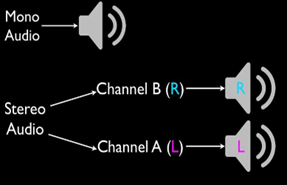 Mono
Audio
Channel B (R)
R
Stereo
Audio
Channel A (L)
L